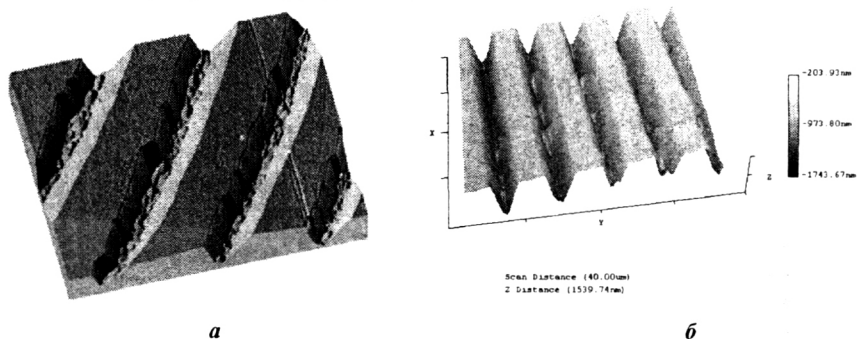 -203.93nm
-973.80nm
-1743.67nm
X
Z
Y
Scan Distance (40.00um)
Z Distance (1539.74nm)
а
б